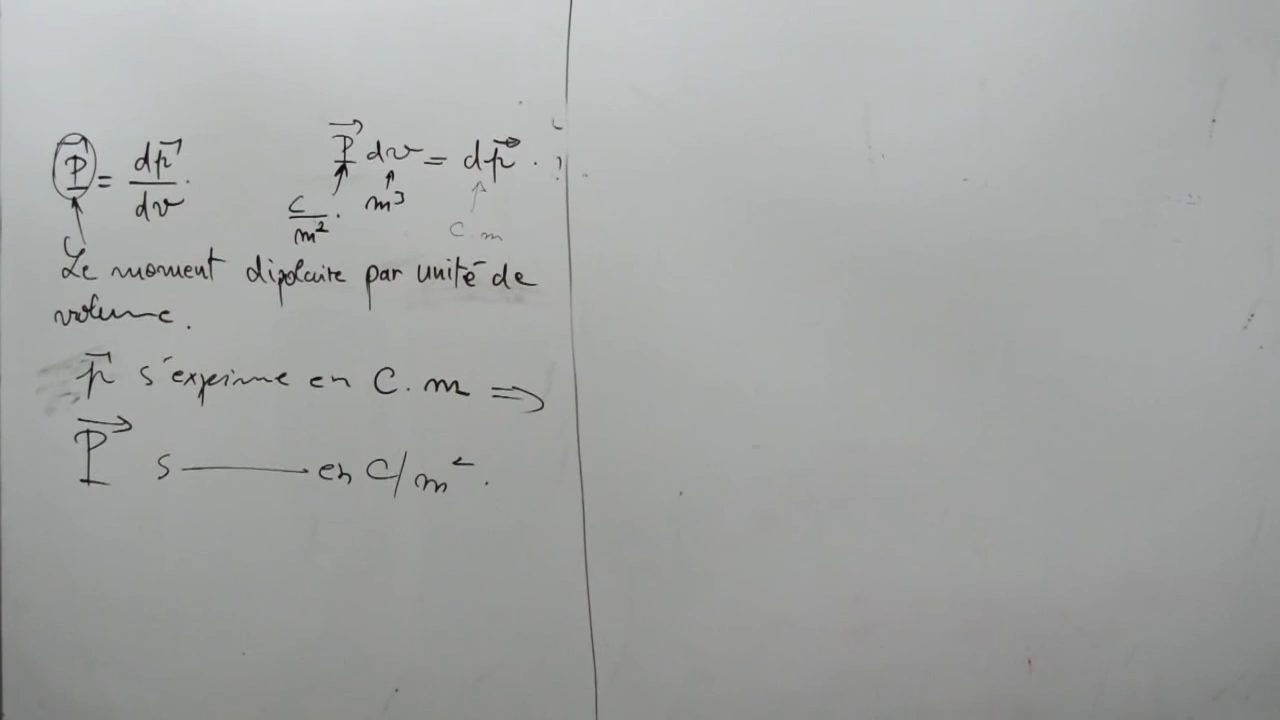 P⃗ = dp⃗/dv .    P⃗ dv = dp⃗ .
C/m² .  m³  C.m
Le moment dipolaire par unité de
volume.
p⃗ s'exprime en C.m ⟹
P⃗ s——— en C/m² .